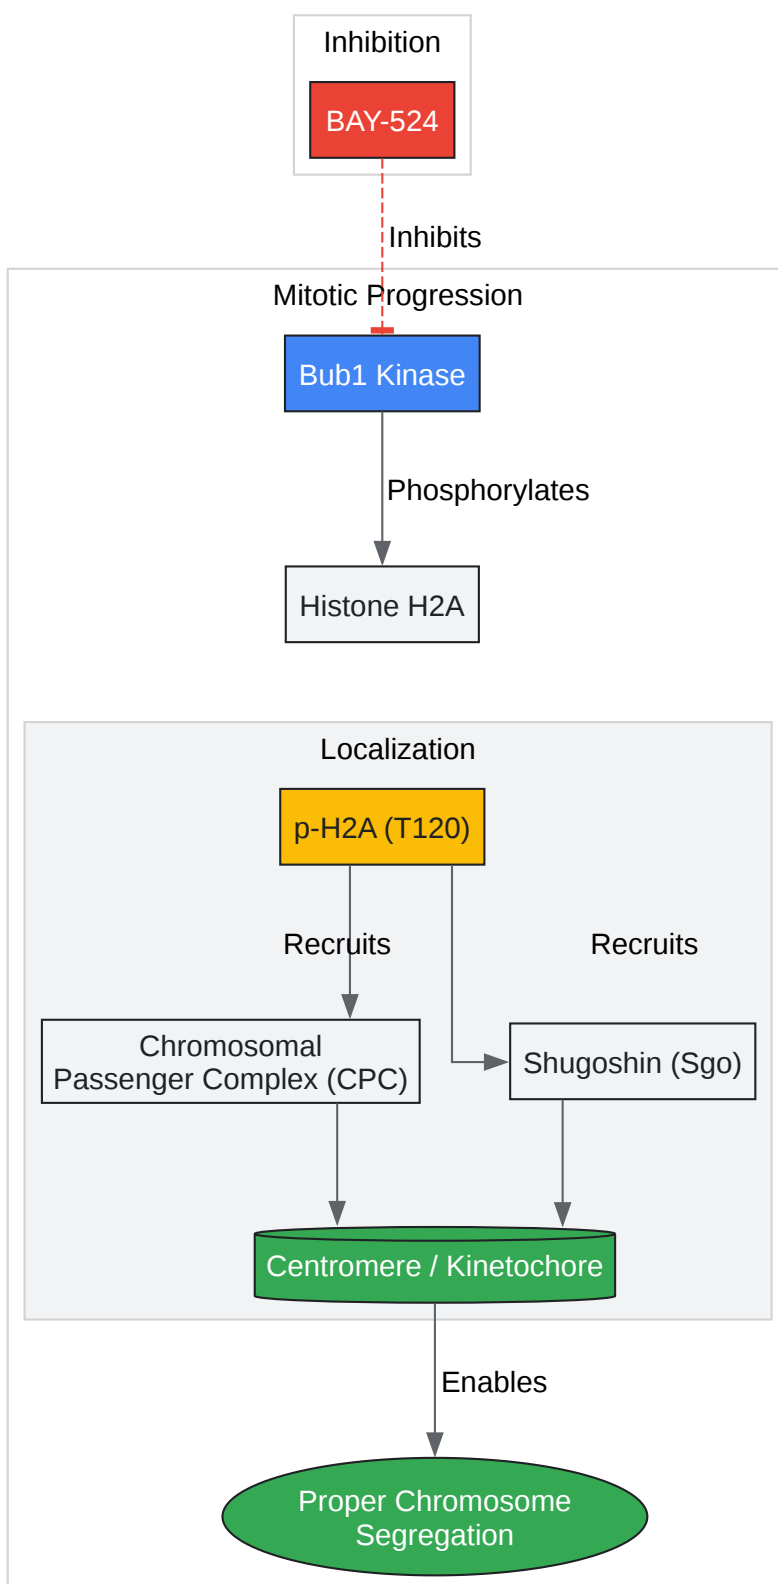 Inhibition
BAY-524
Inhibits
Mitotic Progression
Bub1 Kinase
Phosphorylates
Histone H2A
Localization
p-H2A (T120)
Recruits
Recruits
Chromosomal
Passenger Complex (CPC)
Shugoshin (Sgo)
Centromere / Kinetochore
Enables
Proper Chromosome
Segregation